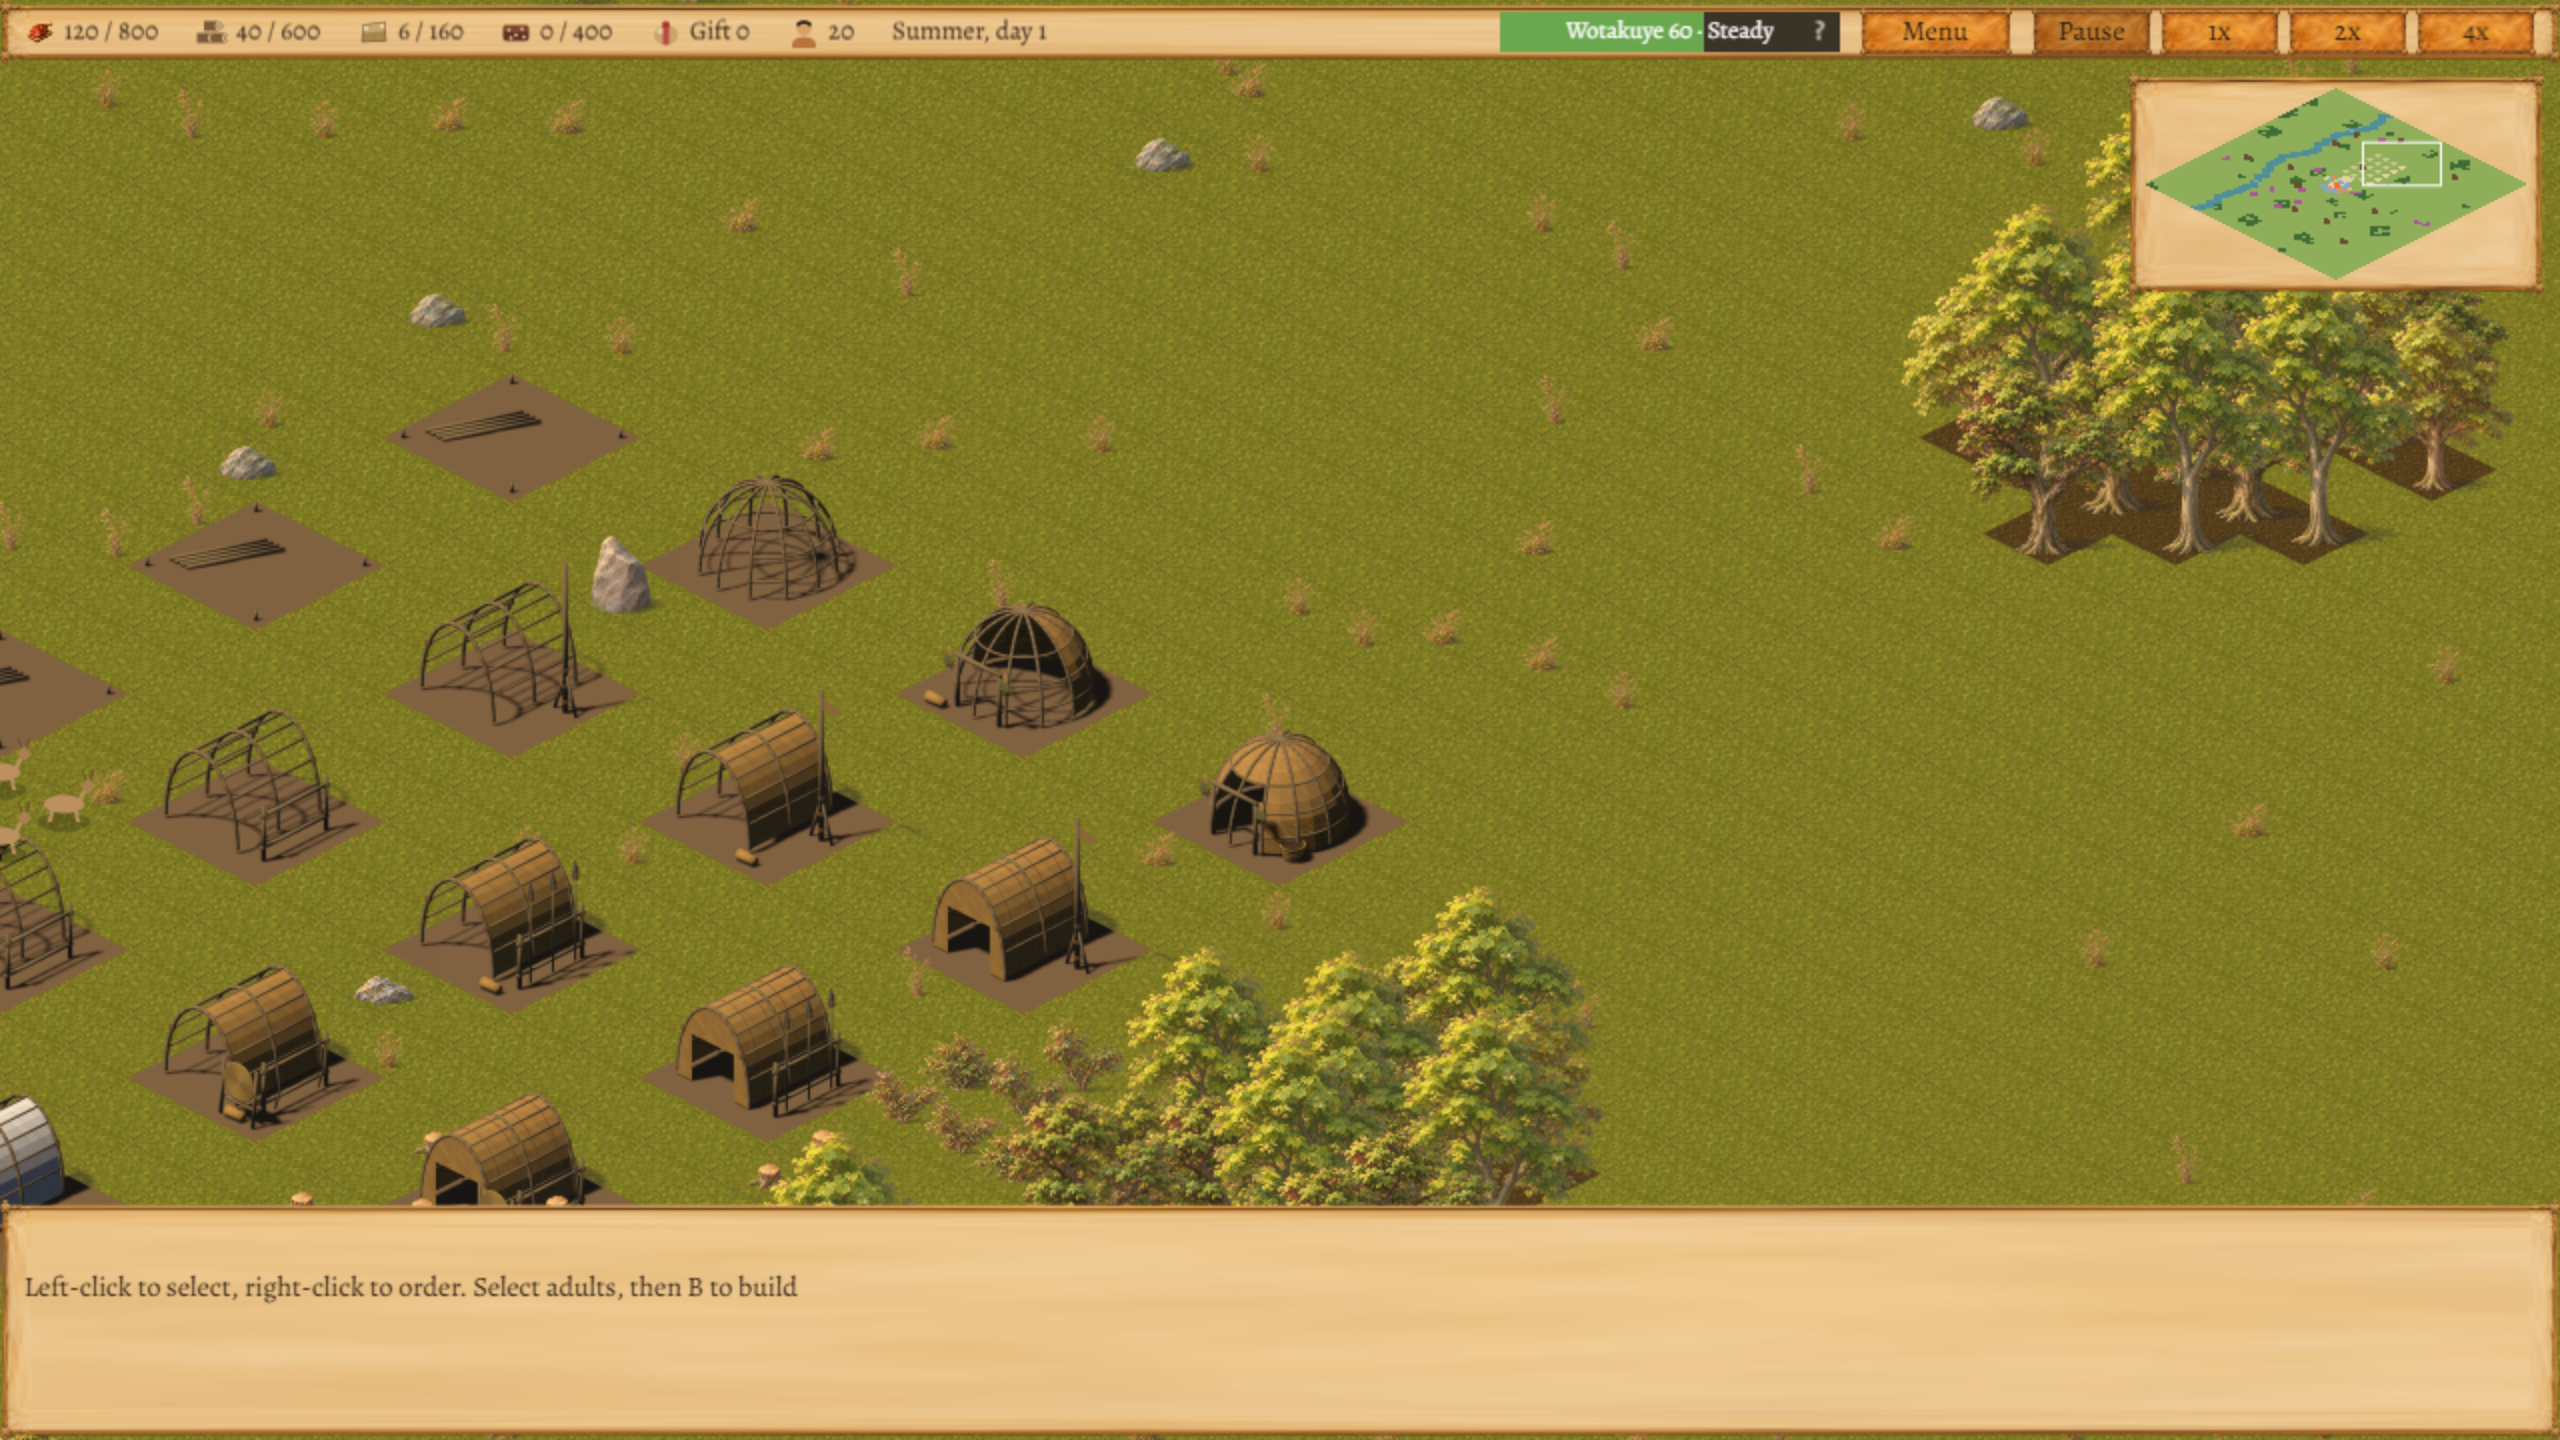 120 / 800 40 / 600 6 / 160 0 / 400 Gift 0 20 Summer, day 1 Wotakuye 60 · Steady ? Menu Pause 1x 2x 4x
Left-click to select, right-click to order. Select adults, then B to build